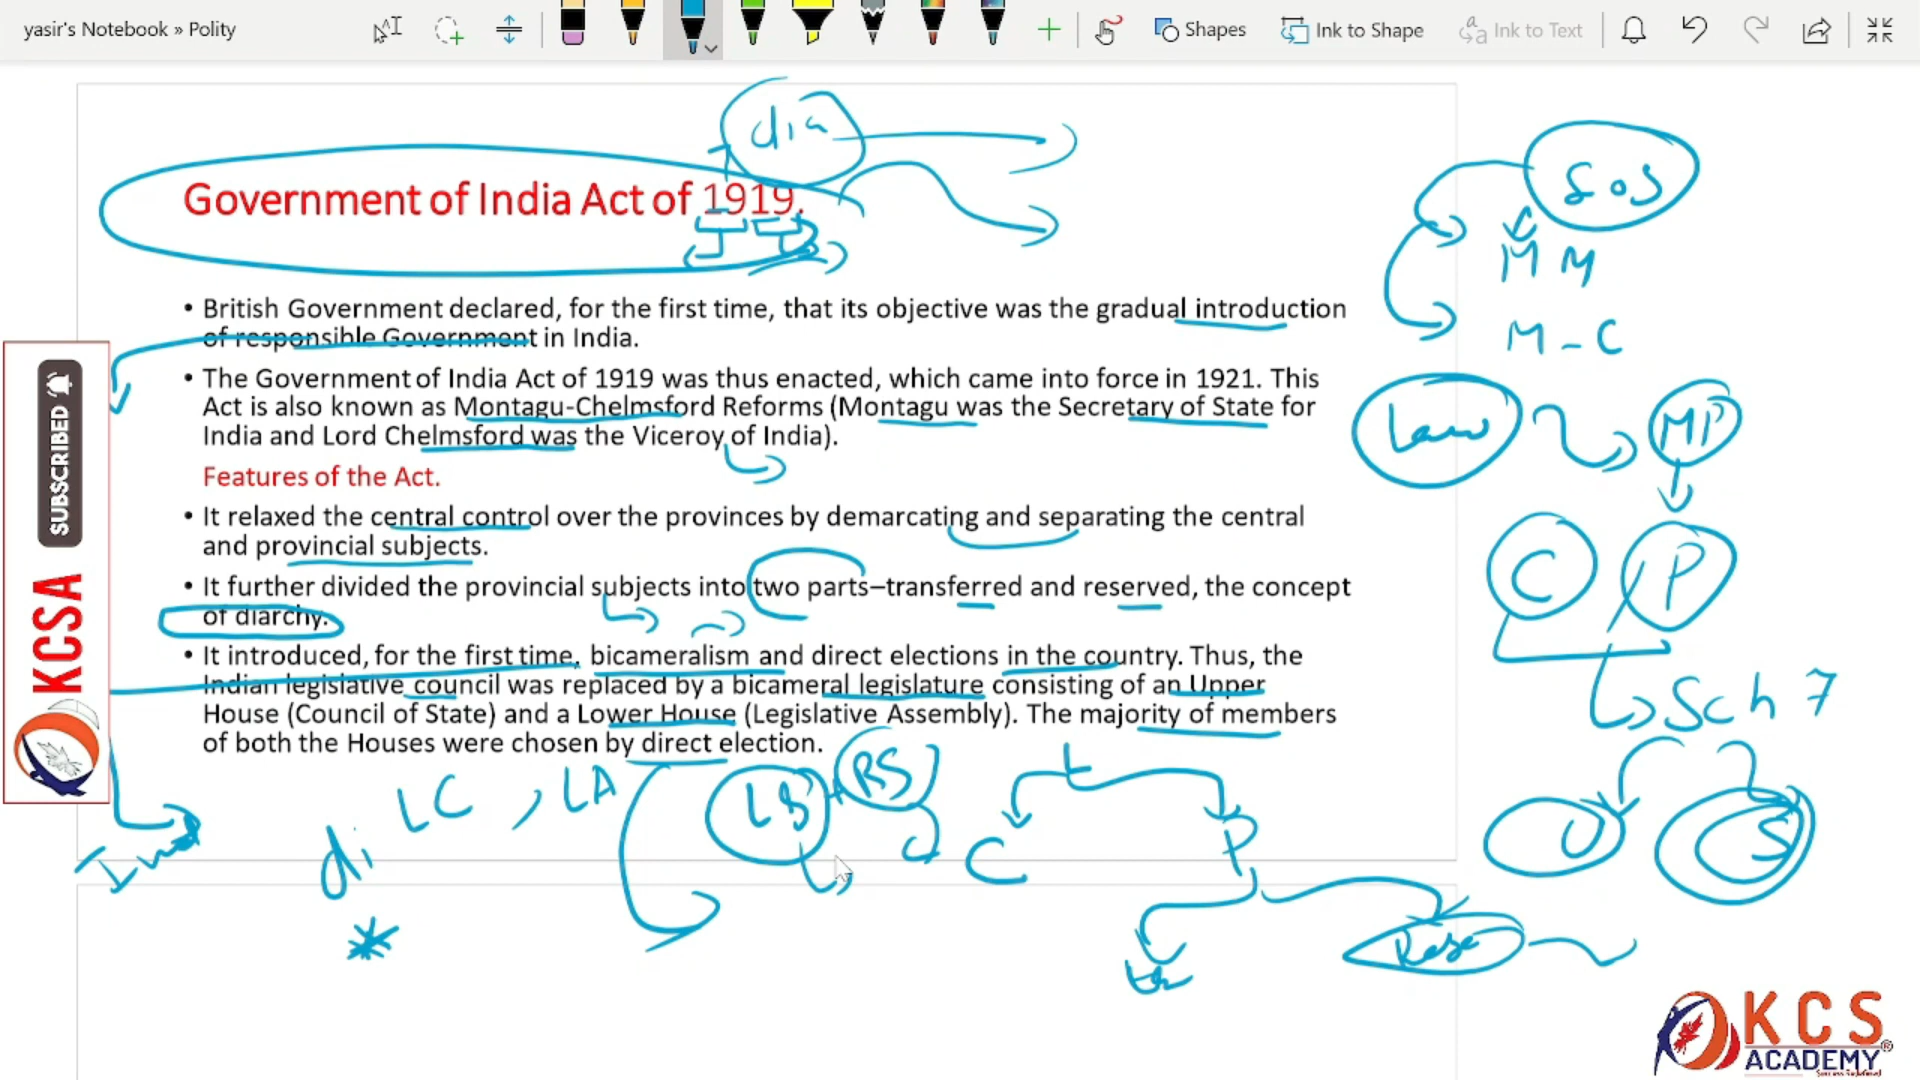 yasir's Notebook » Polity
Shapes
Ink to Shape
Ink to Text
dia
Government of India Act of 1919.
• British Government declared, for the first time, that its objective was the gradual introduction
of responsible Government in India.
• The Government of India Act of 1919 was thus enacted, which came into force in 1921. This
Act is also known as Montagu-Chelmsford Reforms (Montagu was the Secretary of State for
India and Lord Chelmsford was the Viceroy of India).
Features of the Act.
• It relaxed the central control over the provinces by demarcating and separating the central
and provincial subjects.
• It further divided the provincial subjects into two parts–transferred and reserved, the concept
of diarchy.
• It introduced, for the first time, bicameralism and direct elections in the country. Thus, the
Indian legislative council was replaced by a bicameral legislature consisting of an Upper
House (Council of State) and a Lower House (Legislative Assembly). The majority of members
of both the Houses were chosen by direct election.
SOS
M M
M - C
Law
MP
C P
Sch 7
U S
LC , LA
di
LS + RS
t
C P
Rese
SUBSCRIBED
KCSA
KCS
ACADEMY®